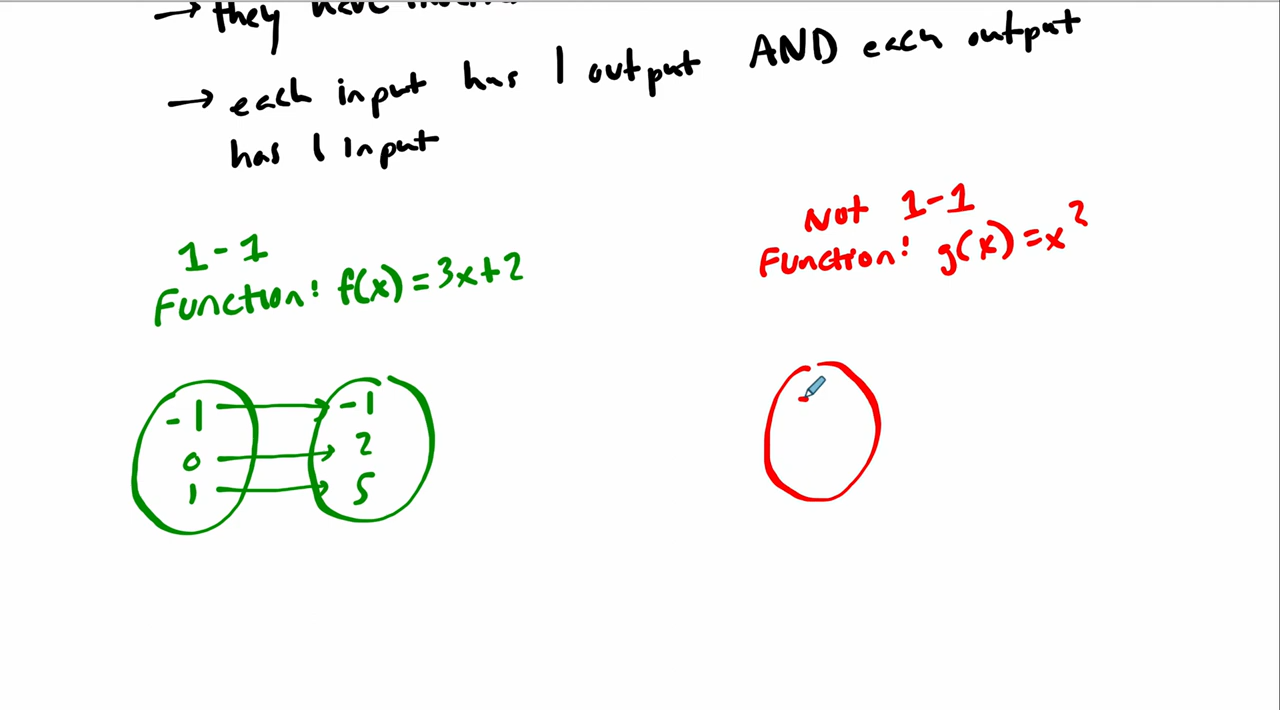 → they have
→ each input has 1 output AND each output
has 1 input
1-1
Function: f(x)=3x+2
Not 1-1
Function: g(x)=x²
-1 → -1
0 → 2
1 → 5